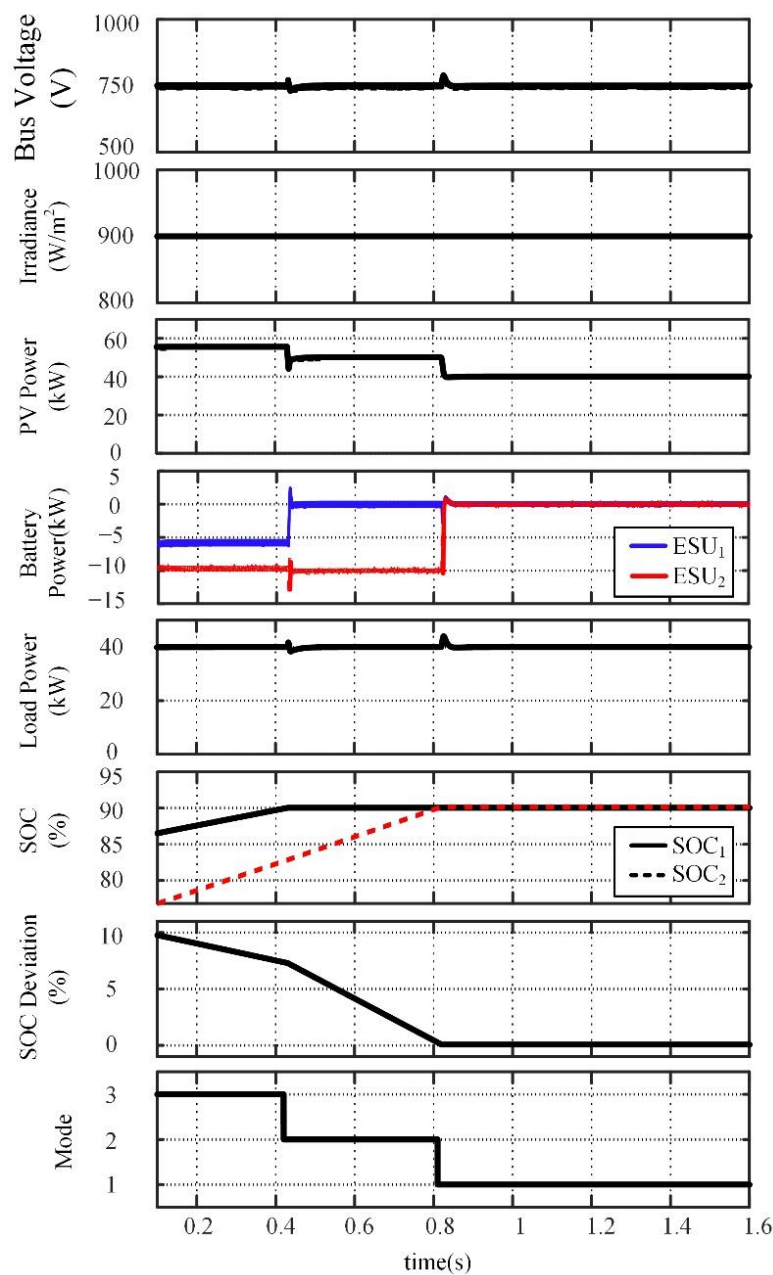 Bus Voltage
(V)
1000
750
500
Irradiance
(W/m²)
1000
900
800
PV Power
(kW)
60
40
20
0
Battery
Power(kW)
5
0
−5
−10
−15
ESU₁
ESU₂
Load Power
(kW)
40
20
0
SOC
(%)
95
90
85
80
SOC₁
SOC₂
SOC Deviation
(%)
10
5
0
Mode
3
2
1
0.2 0.4 0.6 0.8 1 1.2 1.4 1.6
time(s)